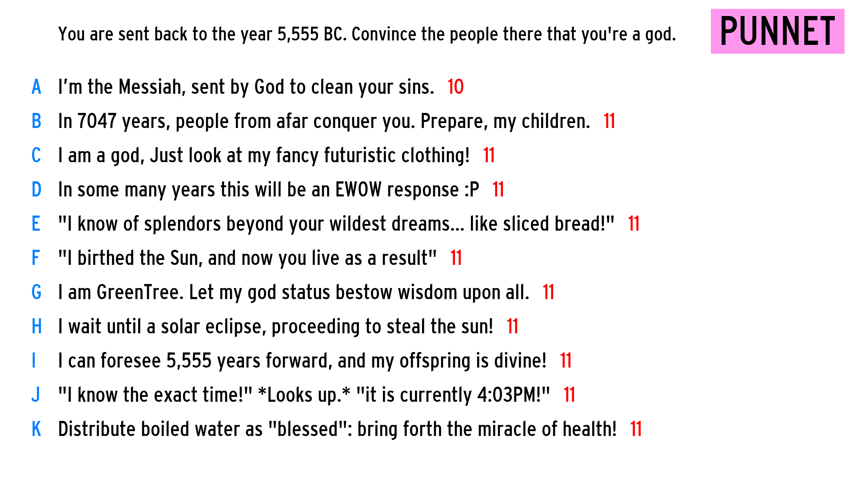 You are sent back to the year 5,555 BC. Convince the people there that you're a god.
PUNNET
A I'm the Messiah, sent by God to clean your sins. 10
B In 7047 years, people from afar conquer you. Prepare, my children. 11
C I am a god, Just look at my fancy futuristic clothing! 11
D In some many years this will be an EWOW response :P 11
E "I know of splendors beyond your wildest dreams... like sliced bread!" 11
F "I birthed the Sun, and now you live as a result" 11
G I am GreenTree. Let my god status bestow wisdom upon all. 11
H I wait until a solar eclipse, proceeding to steal the sun! 11
I I can foresee 5,555 years forward, and my offspring is divine! 11
J "I know the exact time!" *Looks up.* "it is currently 4:03PM!" 11
K Distribute boiled water as "blessed": bring forth the miracle of health! 11